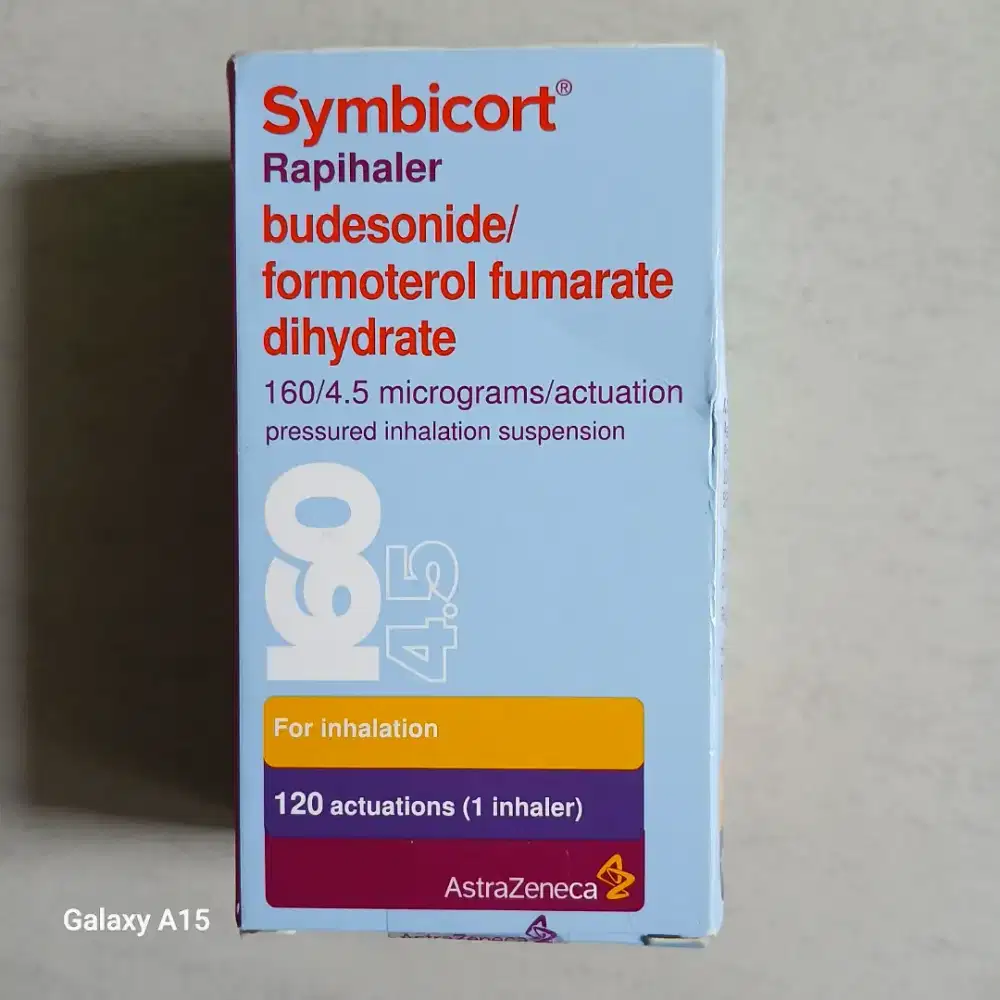 Symbicort®
Rapihaler
budesonide/
formoterol fumarate
dihydrate
160/4.5 micrograms/actuation
pressured inhalation suspension
160
4.5
For inhalation
120 actuations (1 inhaler)
AstraZeneca
AstraZeneca
Galaxy A15